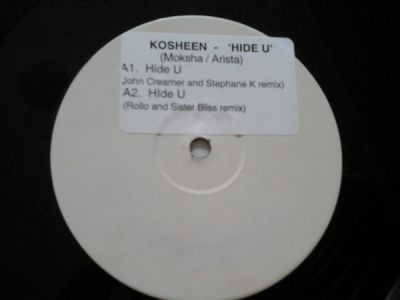 KOSHEEN - 'HIDE U'
(Moksha / Arista)
A1. Hide U
(John Creamer and Stephane K remix)
A2. HIde U
(Rollo and Sister Bliss remix)